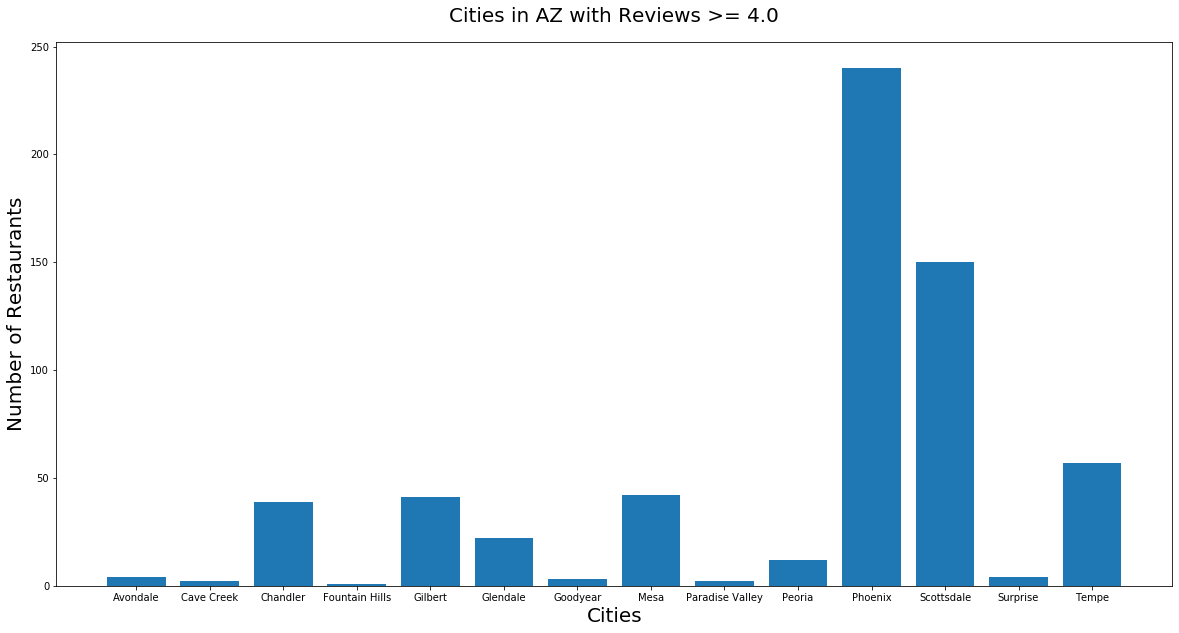 Cities in AZ with Reviews >= 4.0
Number of Restaurants
250
200
150
100
50
0
Avondale Cave Creek Chandler Fountain Hills Gilbert Glendale Goodyear Mesa Paradise Valley Peoria Phoenix Scottsdale Surprise Tempe
Cities